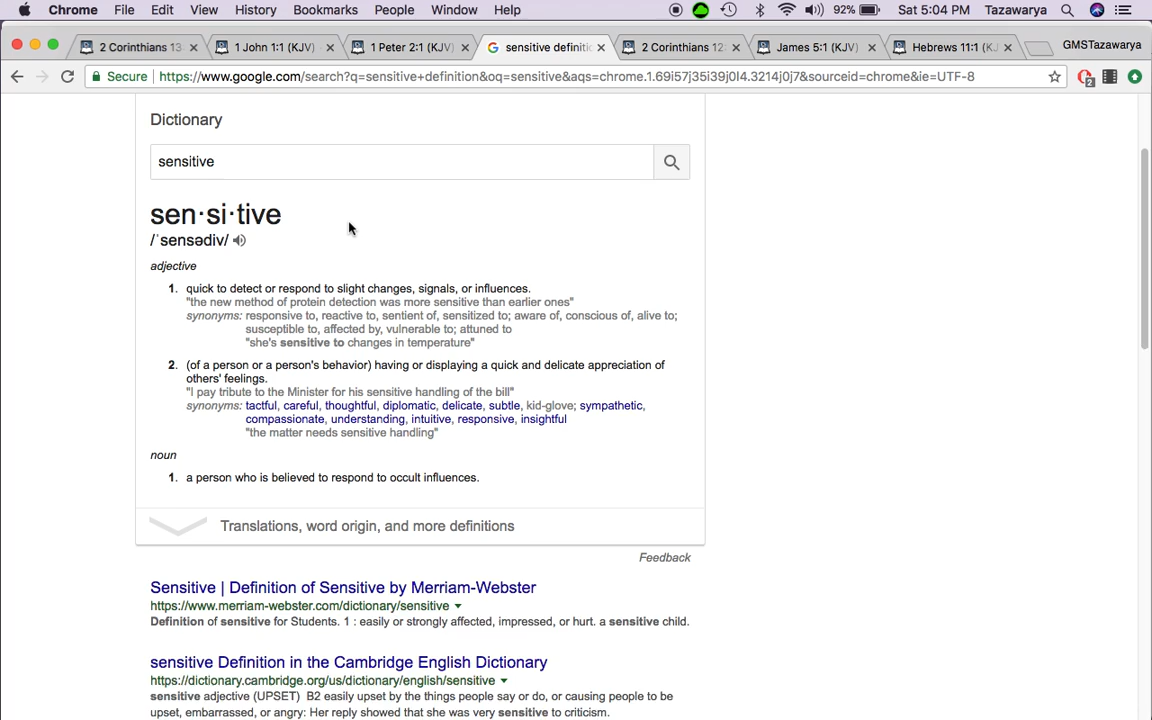 Chrome File Edit View History Bookmarks People Window Help 92% Sat 5:04 PM Tazawarya
2 Corinthians 13 1 John 1:1 (KJV) 1 Peter 2:1 (KJV) sensitive definitio 2 Corinthians 12 James 5:1 (KJV) Hebrews 11:1 (K GMSTazawarya
Secure https://www.google.com/search?q=sensitive+definition&oq=sensitive&aqs=chrome.1.69i57j35i39j0l4.3214j0j7&sourceid=chrome&ie=UTF-8 2
Dictionary
sensitive
sen·si·tive
/ˈsensədiv/
adjective
1. quick to detect or respond to slight changes, signals, or influences.
"the new method of protein detection was more sensitive than earlier ones"
synonyms: responsive to, reactive to, sentient of, sensitized to; aware of, conscious of, alive to;
susceptible to, affected by, vulnerable to; attuned to
"she's sensitive to changes in temperature"
2. (of a person or a person's behavior) having or displaying a quick and delicate appreciation of
others' feelings.
"I pay tribute to the Minister for his sensitive handling of the bill"
synonyms: tactful, careful, thoughtful, diplomatic, delicate, subtle, kid-glove; sympathetic,
compassionate, understanding, intuitive, responsive, insightful
"the matter needs sensitive handling"
noun
1. a person who is believed to respond to occult influences.
Translations, word origin, and more definitions
Feedback
Sensitive | Definition of Sensitive by Merriam-Webster
https://www.merriam-webster.com/dictionary/sensitive
Definition of sensitive for Students. 1 : easily or strongly affected, impressed, or hurt. a sensitive child.
sensitive Definition in the Cambridge English Dictionary
https://dictionary.cambridge.org/us/dictionary/english/sensitive
sensitive adjective (UPSET) B2 easily upset by the things people say or do, or causing people to be
upset, embarrassed, or angry: Her reply showed that she was very sensitive to criticism.